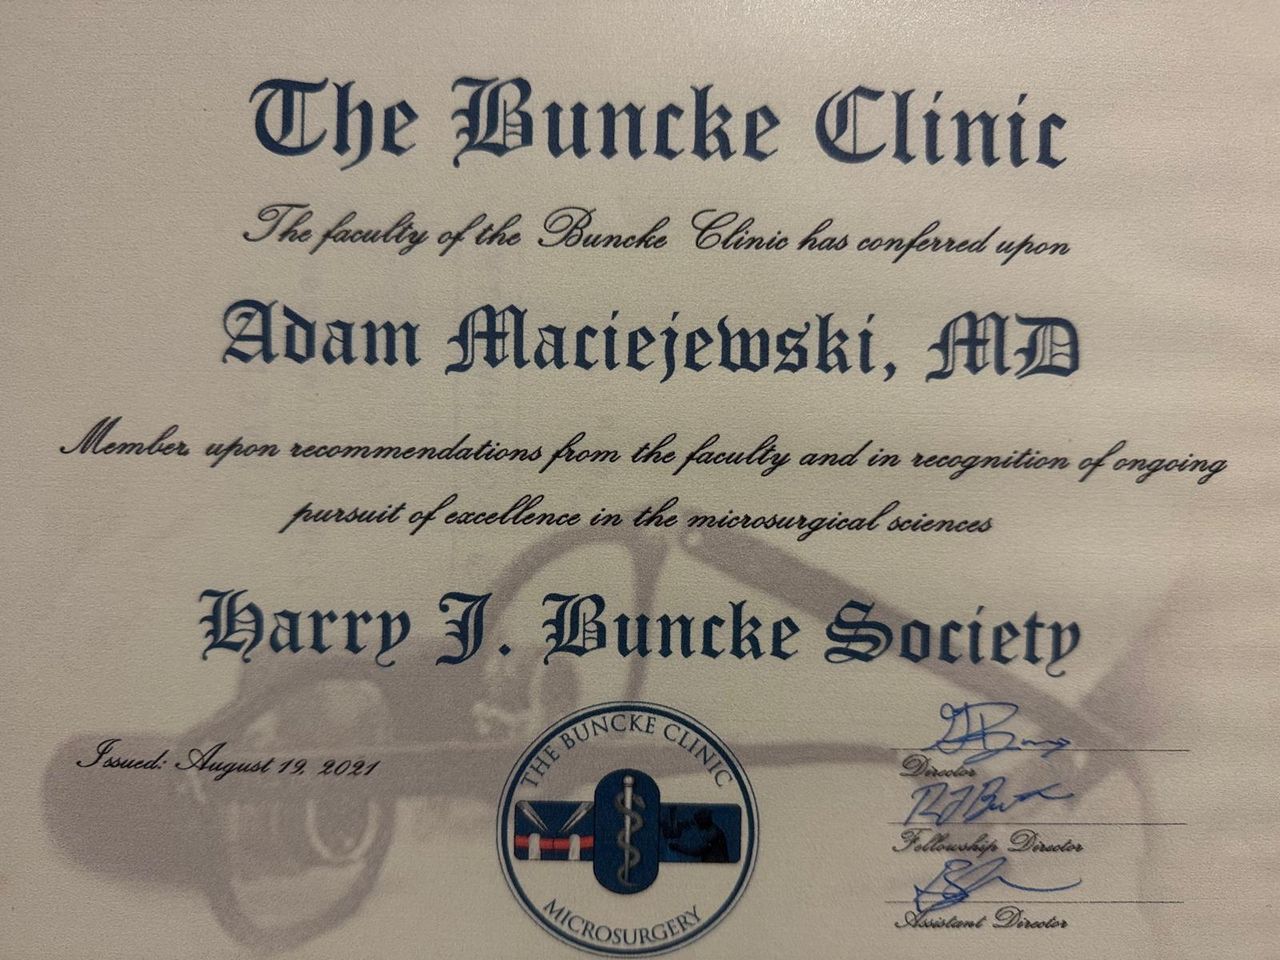 The Buncke Clinic
The faculty of the Buncke Clinic has conferred upon
Adam Maciejewski, MD
Member, upon recommendations from the faculty and in recognition of ongoing
pursuit of excellence in the microsurgical sciences
Harry J. Buncke Society
Issued: August 19, 2021
THE BUNCKE CLINIC
MICROSURGERY
Director
Fellowship Director
Assistant Director